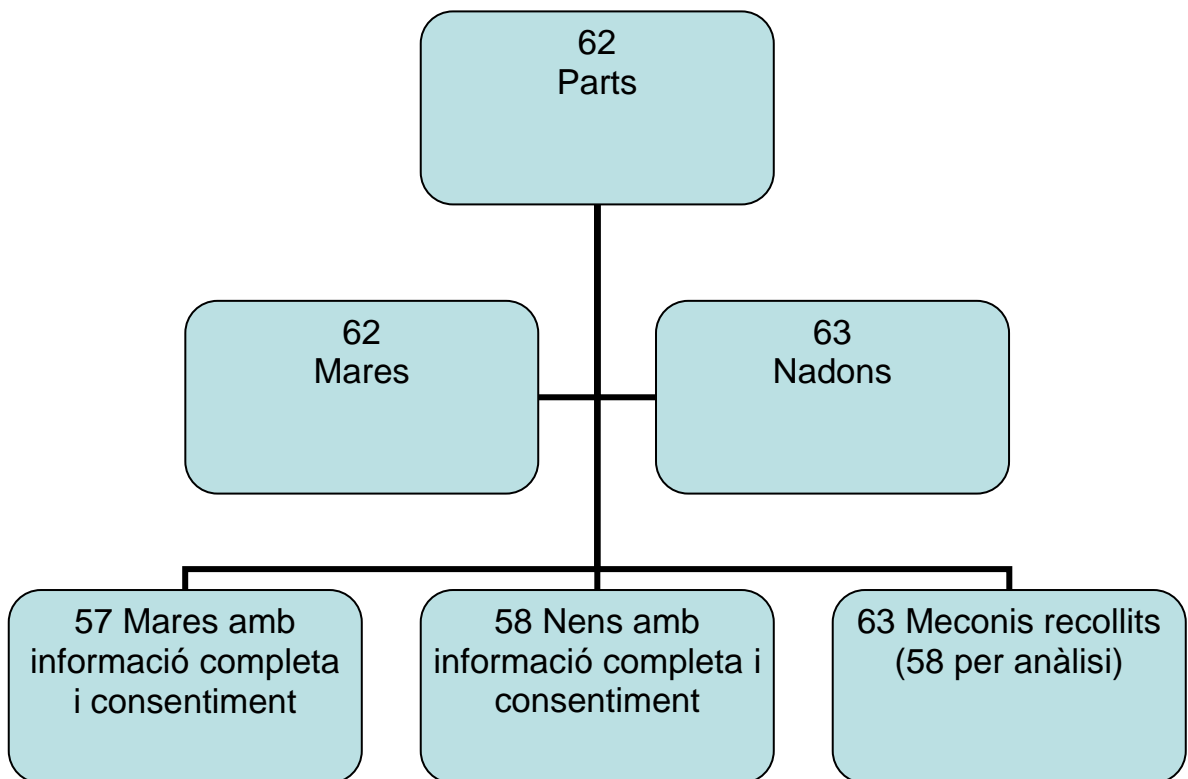 62
Parts
62
Mares
63
Nadons
57 Mares amb
informació completa
i consentiment
58 Nens amb
informació completa i
consentiment
63 Meconis recollits
(58 per anàlisi)